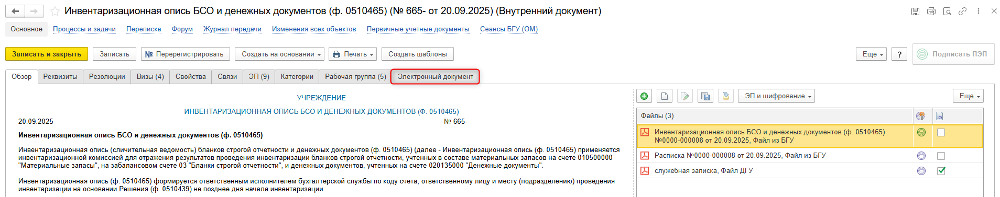 Инвентаризационная опись БСО и денежных документов (ф. 0510465) (№ 665- от 20.09.2025) (Внутренний документ)
Основное Процессы и задачи Переписка Форум Журнал передачи Изменения всех объектов Первичные учетные документы Сеансы БГУ (ОМ)
Записать и закрыть Записать № Перерегистрировать Создать на основании Печать Создать шаблоны Еще ? Подписать ПЭП
Обзор Реквизиты Резолюции Визы (4) Свойства Связи ЭП (9) Категории Рабочая группа (5) Электронный документ
УЧРЕЖДЕНИЕ
ИНВЕНТАРИЗАЦИОННАЯ ОПИСЬ БСО И ДЕНЕЖНЫХ ДОКУМЕНТОВ (Ф. 0510465)
20.09.2025 № 665-
Инвентаризационная опись БСО и денежных документов (ф. 0510465)
Инвентаризационная опись (сличительная ведомость) бланков строгой отчетности и денежных документов (ф. 0510465) (далее - Инвентаризационная опись (ф. 0510465) применяется
инвентаризационной комиссией для отражения результатов проведения инвентаризации бланков строгой отчетности, учтенных в составе материальных запасов на счете 010500000
"Материальные запасы", на забалансовом счете 03 "Бланки строгой отчетности", и денежных документов, учтенных на счете 020135000 "Денежные документы".
Инвентаризационная опись (ф. 0510465) формируется ответственным исполнителем бухгалтерской службы по коду счета, ответственному лицу и месту (подразделению) проведения
инвентаризации на основании Решения (ф. 0510439) не позднее дня начала инвентаризации.
ЭП и шифрование Еще
Файлы (3)
Инвентаризационная опись БСО и денежных документов (ф. 0510465)
№0000-000008 от 20.09.2025, Файл из БГУ
Расписка №0000-000008 от 20.09.2025, Файл из БГУ
служебная записка, Файл ДГУ